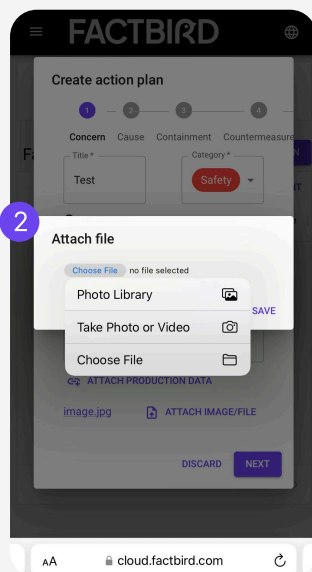 FACTBIRD
Create action plan
1 2 3 4
Concern Cause Containment Countermeasure
Title * Category *
Test Safety
2
Attach file
Choose File no file selected
Photo Library
SAVE
Take Photo or Video
Choose File
ATTACH PRODUCTION DATA
image.jpg ATTACH IMAGE/FILE
DISCARD NEXT
AA cloud.factbird.com